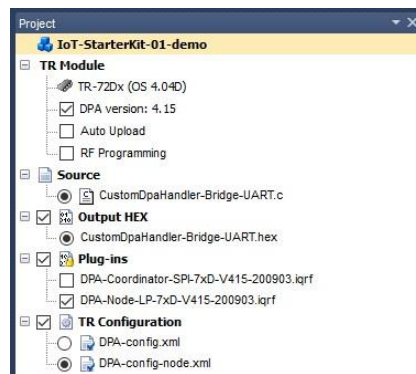 Project
IoT-StarterKit-01-demo
TR Module
TR-72Dx (OS 4.04D)
DPA version: 4.15
Auto Upload
RF Programming
Source
CustomDpaHandler-Bridge-UART.c
Output HEX
CustomDpaHandler-Bridge-UART.hex
Plug-ins
DPA-Coordinator-SPI-7xD-V415-200903.iqrf
DPA-Node-LP-7xD-V415-200903.iqrf
TR Configuration
DPA-config.xml
DPA-config-node.xml